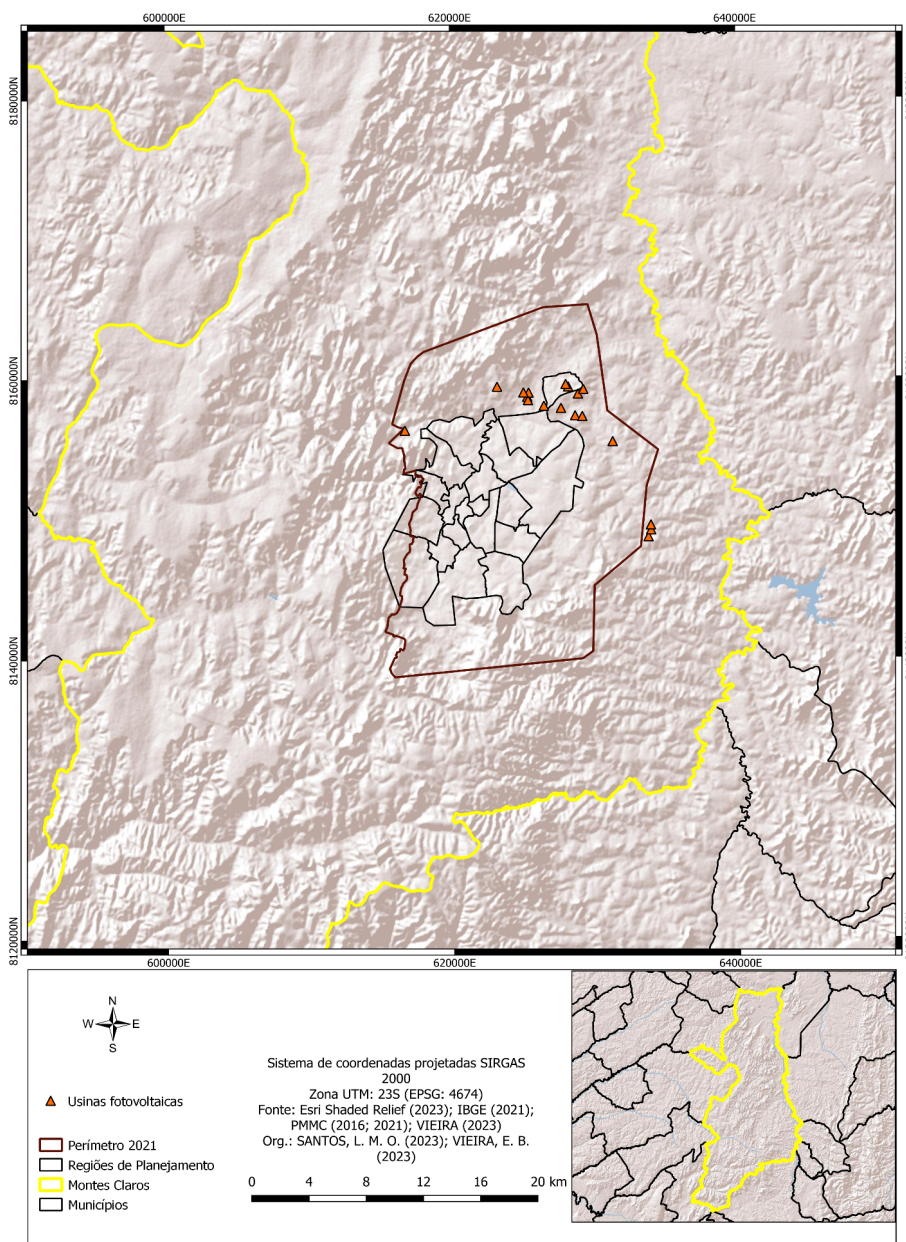 600000E
620000E
640000E
8180000N
8160000N
8140000N
8120000N
600000E
620000E
640000E
N
W
E
S
Usinas fotovoltaicas
Perímetro 2021
Regiões de Planejamento
Montes Claros
Municípios
Sistema de coordenadas projetadas SIRGAS
2000
Zona UTM: 23S (EPSG: 4674)
Fonte: Esri Shaded Relief (2023); IBGE (2021);
PMMC (2016; 2021); VIEIRA (2023)
Org.: SANTOS, L. M. O. (2023); VIEIRA, E. B.
(2023)
0 4 8 12 16 20 km